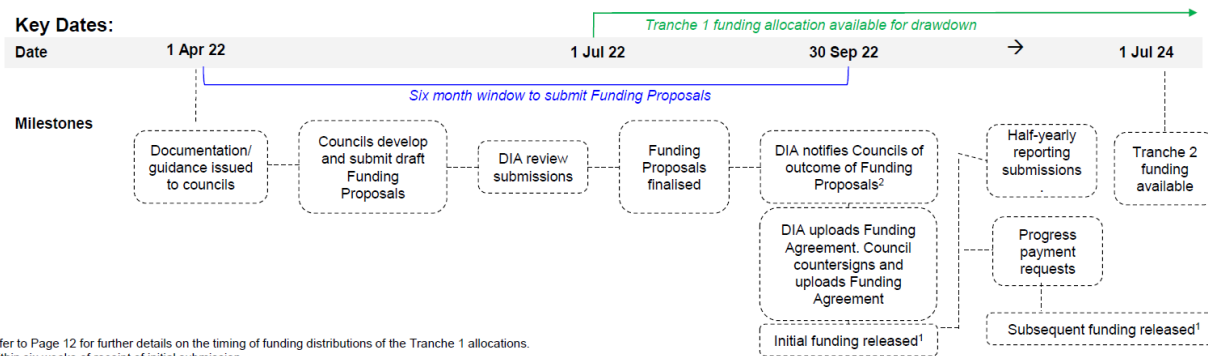 Key Dates:
Tranche 1 funding allocation available for drawdown
Date 1 Apr 22 1 Jul 22 30 Sep 22 → 1 Jul 24
Six month window to submit Funding Proposals
Milestones
Documentation/
guidance issued
to councils
Councils develop
and submit draft
Funding
Proposals
DIA review
submissions
Funding
Proposals
finalised
DIA notifies Councils of
outcome of Funding
Proposals²
DIA uploads Funding
Agreement. Council
countersigns and
uploads Funding
Agreement
Initial funding released¹
Half-yearly
reporting
submissions
.
Progress
payment
requests
Subsequent funding released¹
Tranche 2
funding
available
fer to Page 12 for further details on the timing of funding distributions of the Tranche 1 allocations.